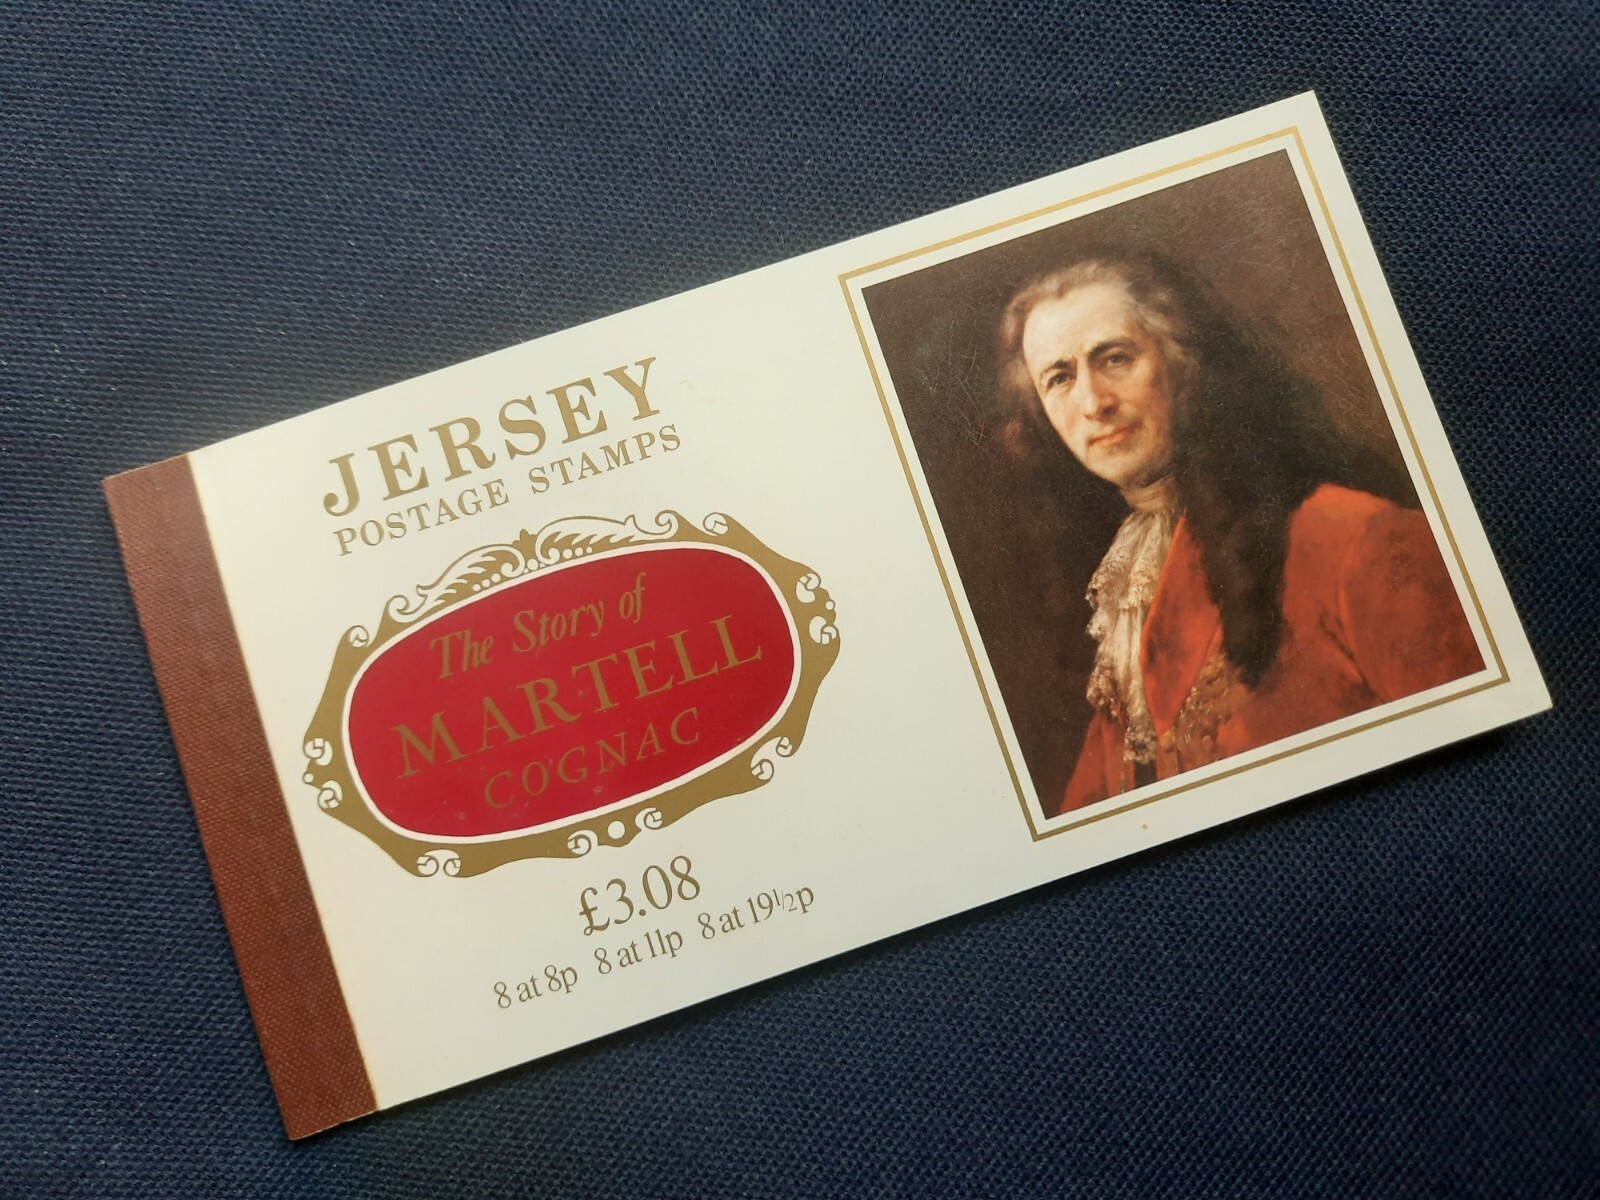 JERSEY
POSTAGE STAMPS
The Story of
MARTELL
COGNAC
£3.08
8 at 8p 8 at 11p 8 at 19½p